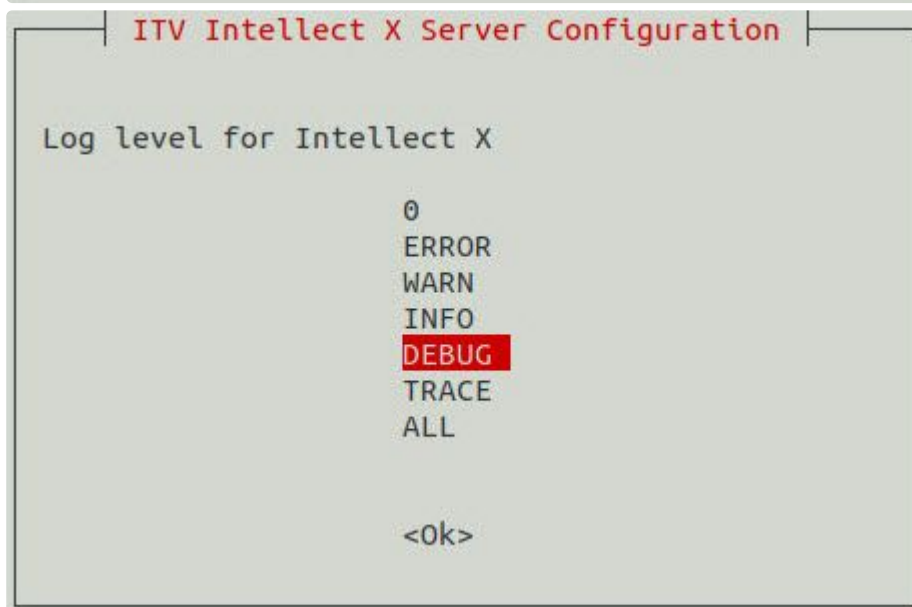 ITV Intellect X Server Configuration
Log level for Intellect X
0
ERROR
WARN
INFO
DEBUG
TRACE
ALL
<Ok>